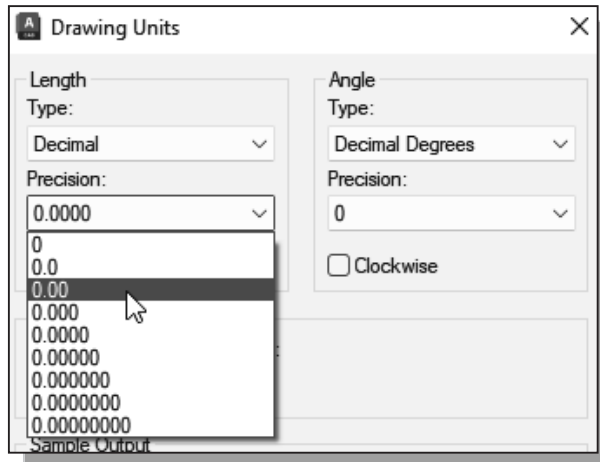 Drawing Units
Length
Type:
Decimal
Precision:
0.0000
0
0.0
0.00
0.000
0.0000
0.00000
0.000000
0.0000000
0.00000000
Angle
Type:
Decimal Degrees
Precision:
0
Clockwise
Sample Output